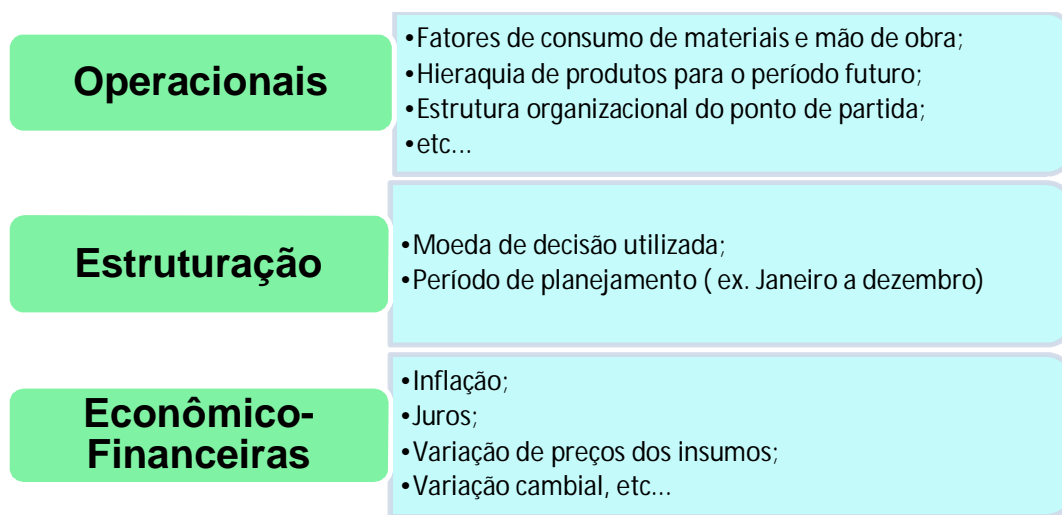 Operacionais
•Fatores de consumo de materiais e mão de obra;
•Hieraquia de produtos para o período futuro;
•Estrutura organizacional do ponto de partida;
•etc...
Estruturação
•Moeda de decisão utilizada;
•Período de planejamento ( ex. Janeiro a dezembro)
Econômico-
Financeiras
•Inflação;
•Juros;
•Variação de preços dos insumos;
•Variação cambial, etc...